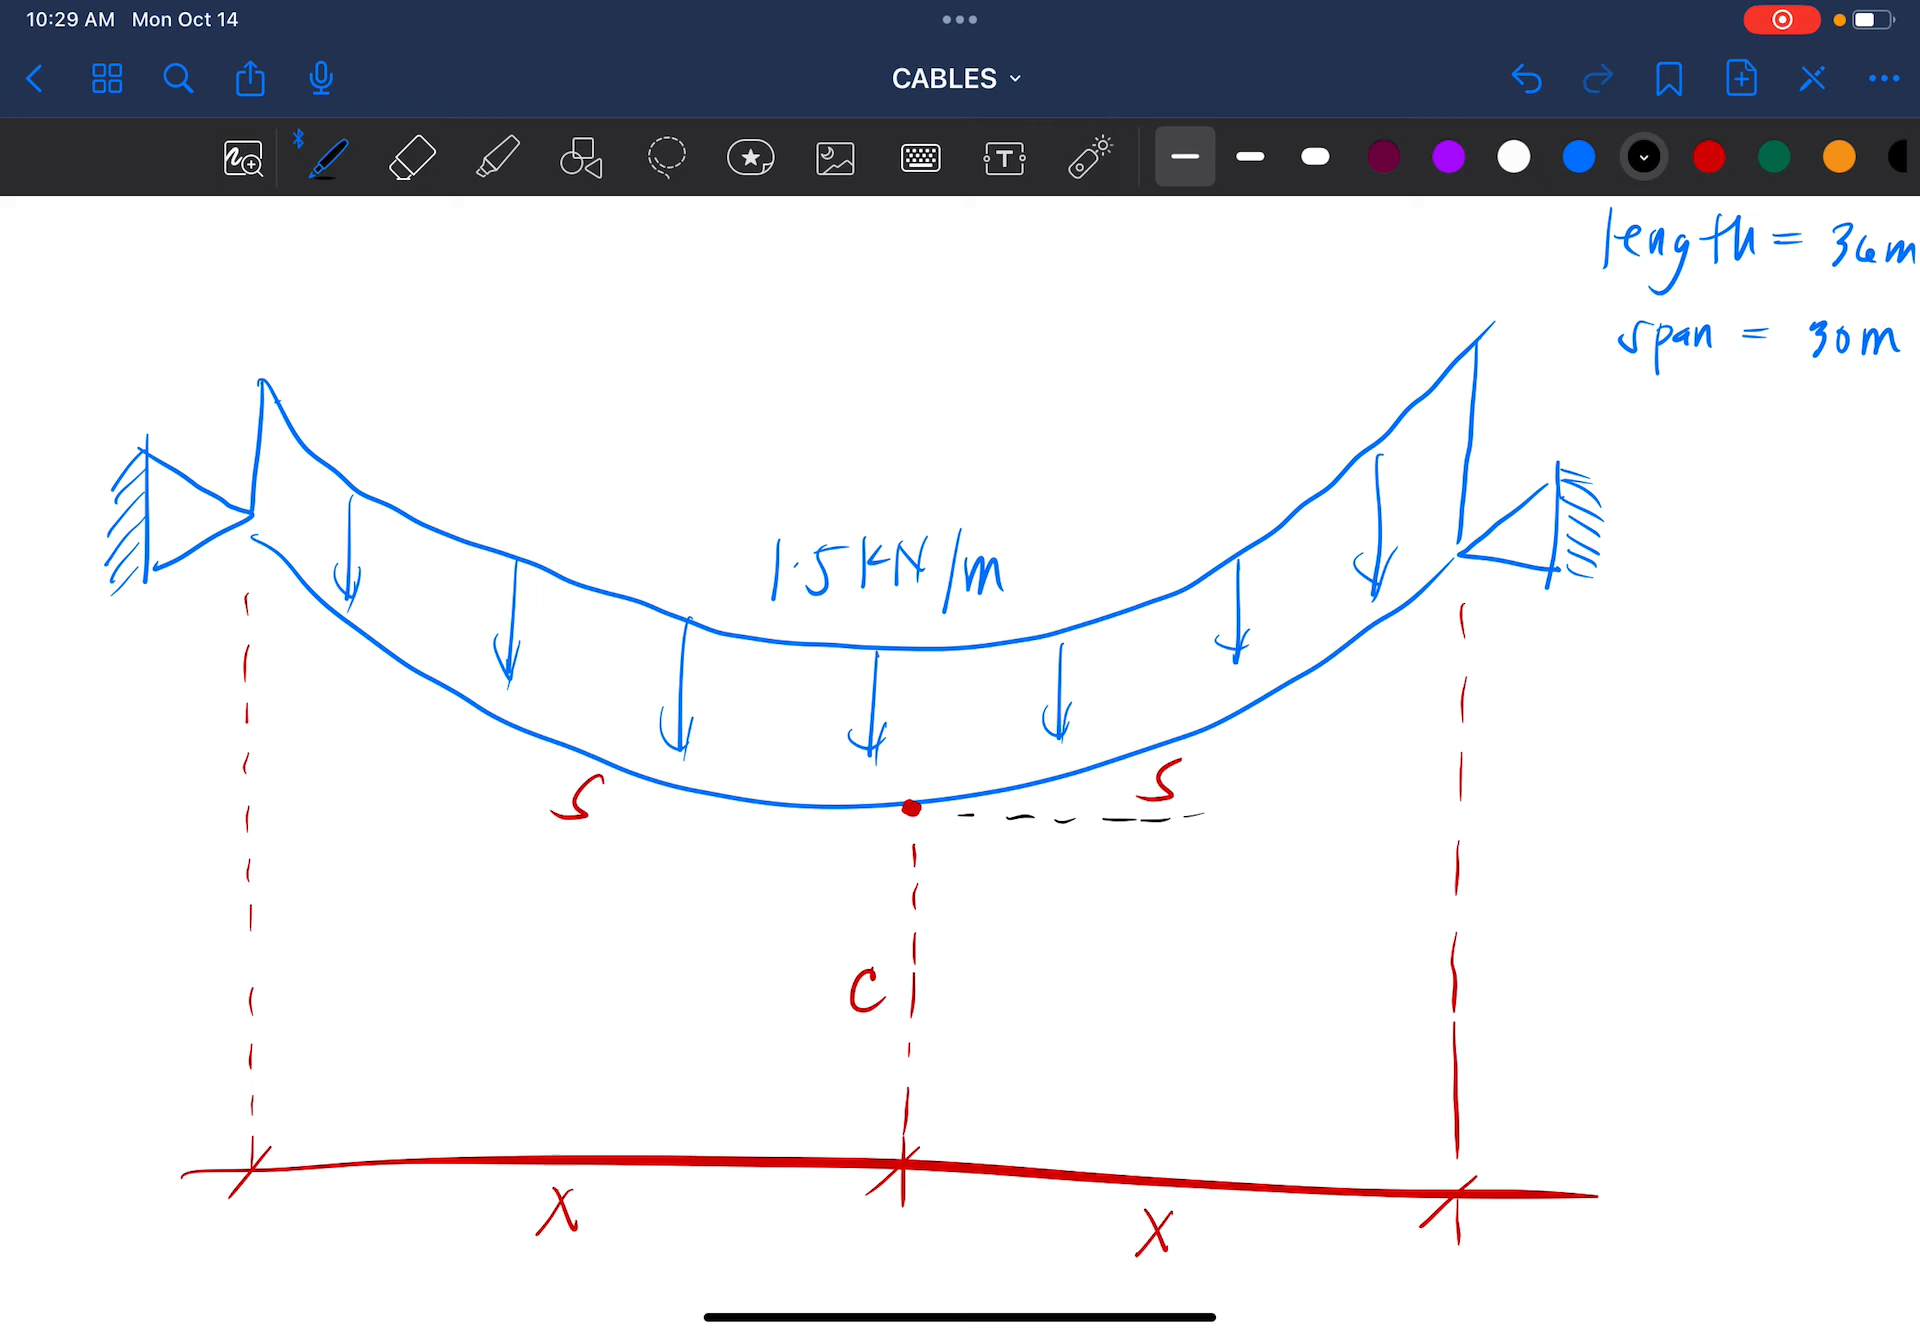 10:29 AM Mon Oct 14
CABLES
T
length = 36m
span = 30m
1.5 KN/m
S
S
C
X
X